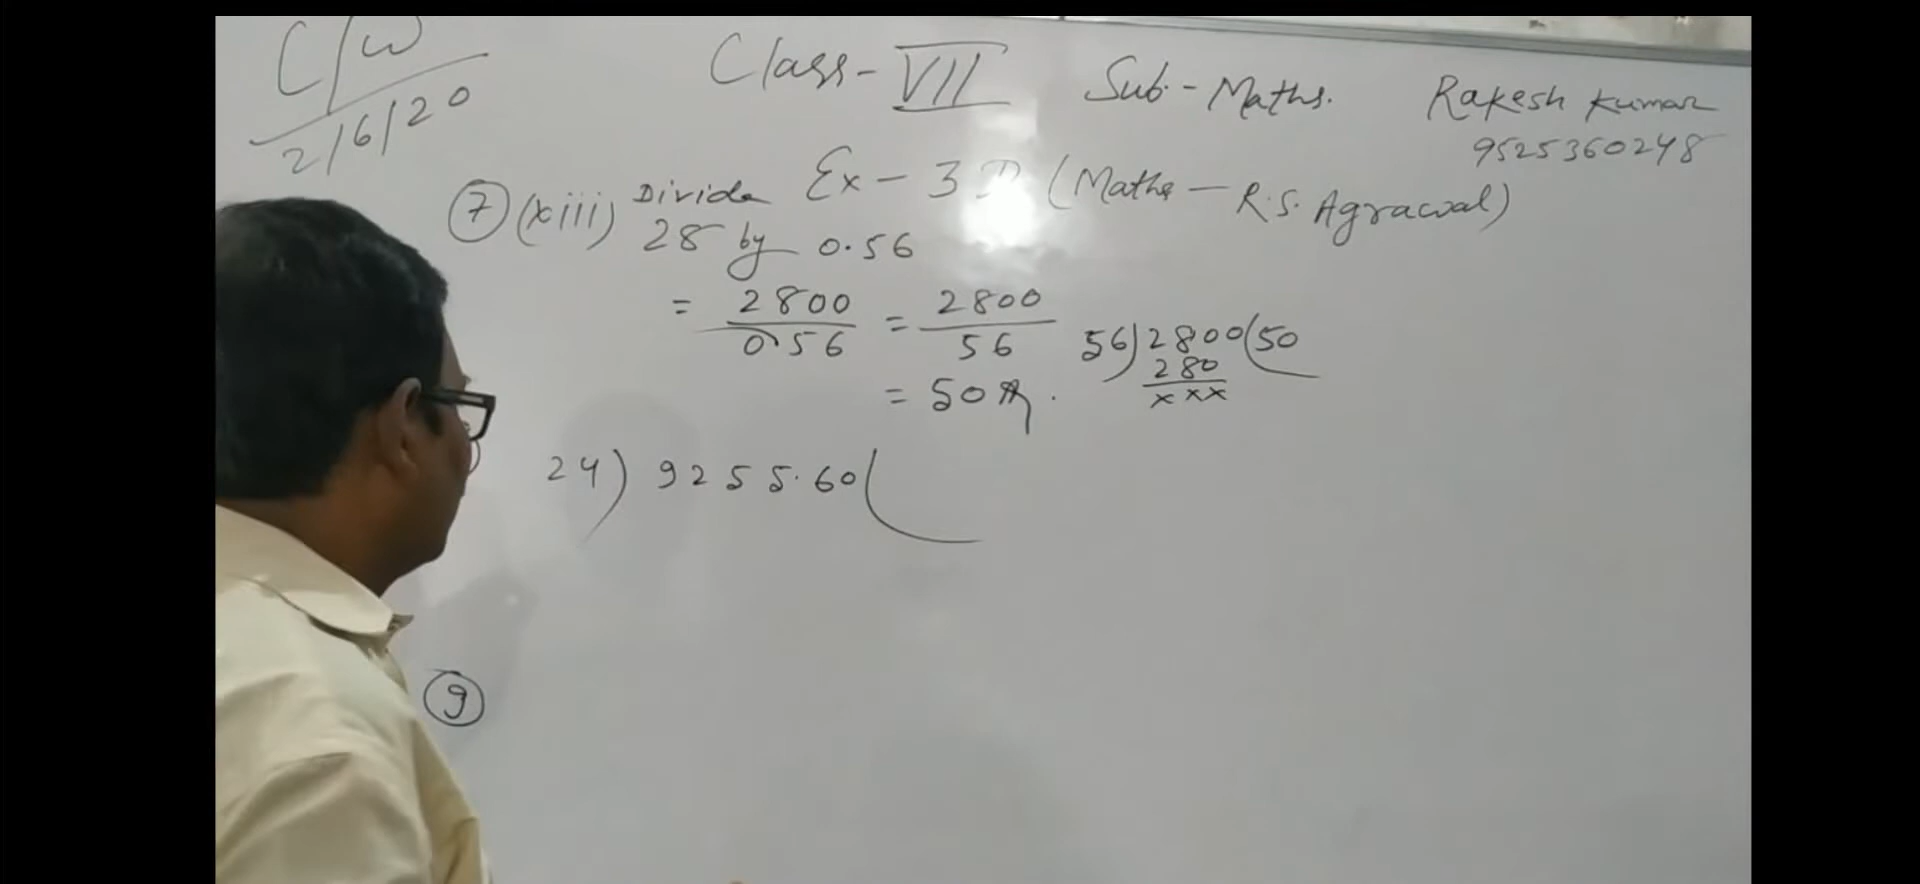 C/W
2/6/20
Class - VII Sub - Maths. Rakesh Kumar
9525360248
Ex - 3D (Maths - R.S. Agrawal)
7 (xiii) Divide
28 by 0.56
= 2800/0.56 = 2800/56
56)2800(50
280
xxx
= 50
24)9255.60(
9